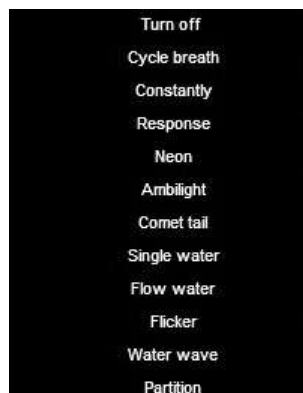 Turn off
Cycle breath
Constantly
Response
Neon
Ambilight
Comet tail
Single water
Flow water
Flicker
Water wave
Partition